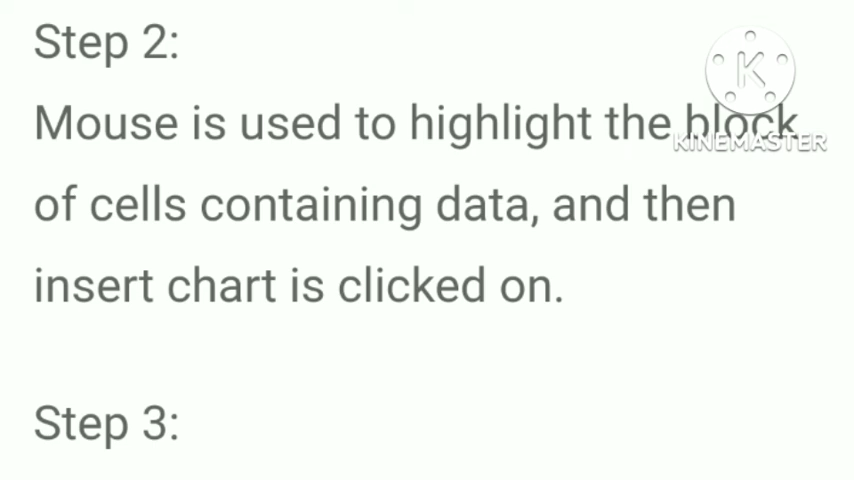 Step 2:
Mouse is used to highlight the block
KINEMASTER
of cells containing data, and then
insert chart is clicked on.
Step 3: